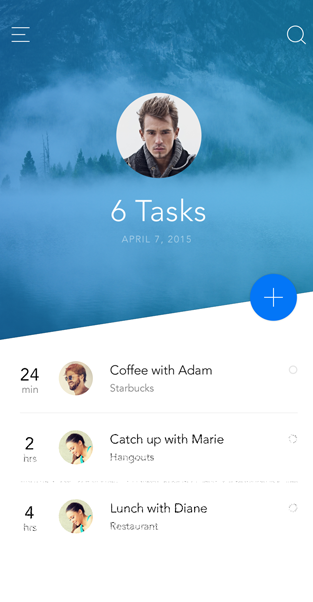 6 Tasks
APRIL 7, 2015
24 min
Coffee with Adam
Starbucks
2 hrs
Catch up with Marie
Hangouts
4 hrs
Lunch with Diane
Restaurant